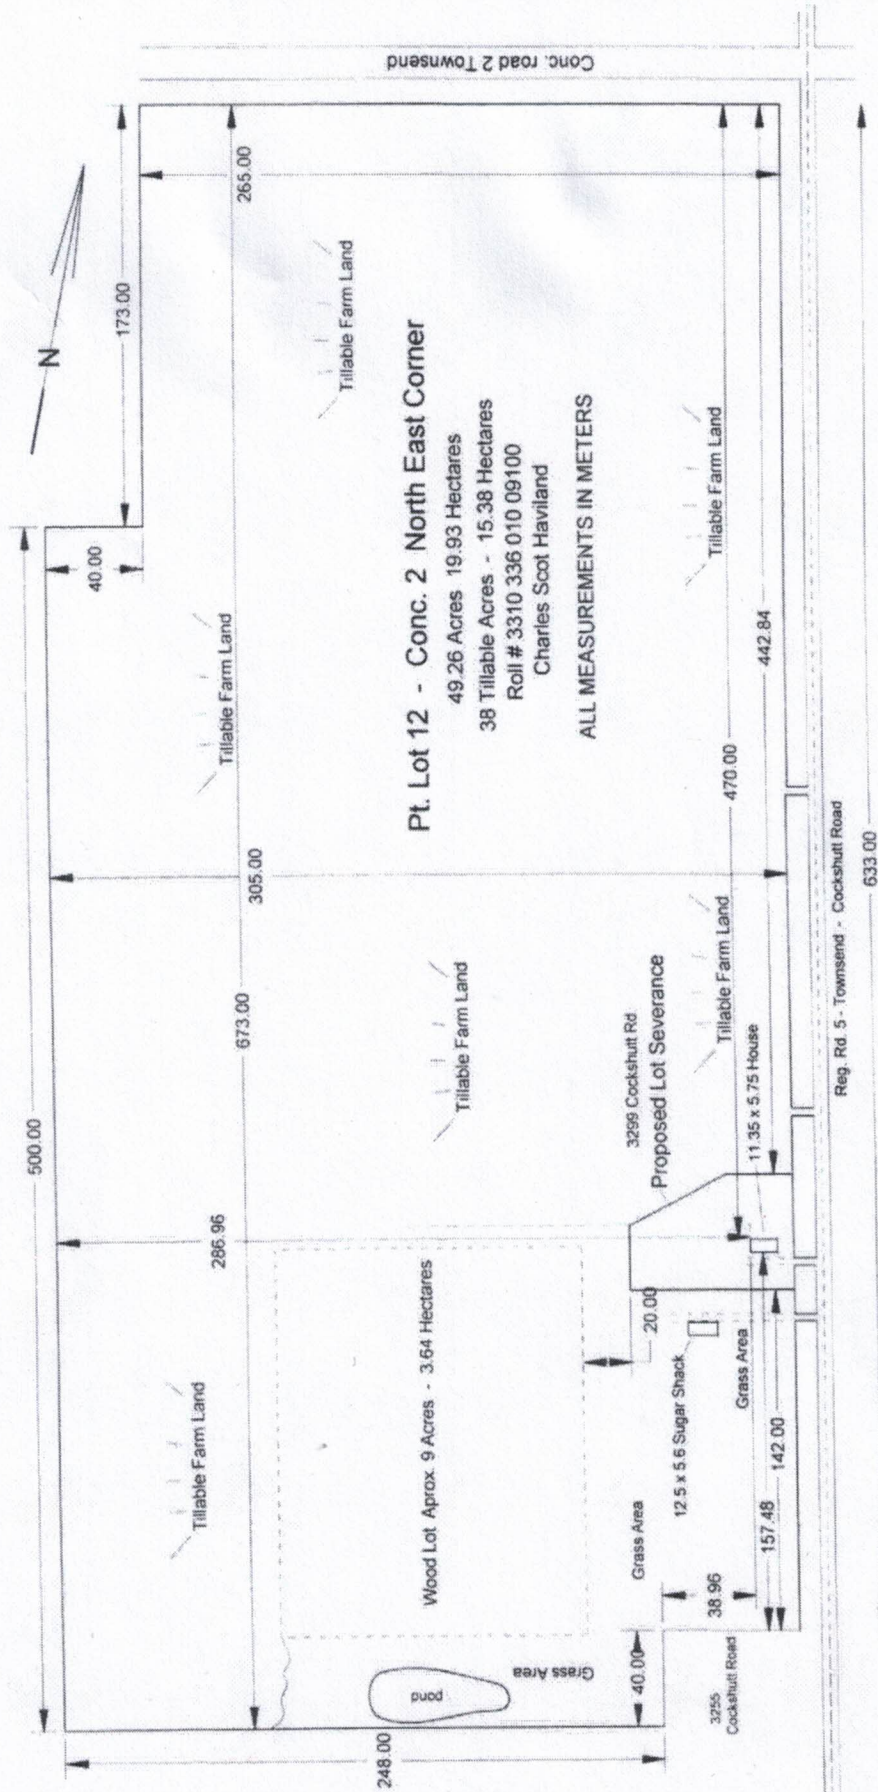 Conc. road 2 Townsend
N
173.00
265.00
Tillable Farm Land
40.00
500.00
Tillable Farm Land
Pt. Lot 12 - Conc. 2 North East Corner
49.26 Acres 19.93 Hectares
38 Tillable Acres - 15.38 Hectares
Roll # 3310 336 010 09100
Charles Scot Haviland
ALL MEASUREMENTS IN METERS
Tillable Farm Land
442.84
470.00
305.00
673.00
Tillable Farm Land
Tillable Farm Land
3299 Cockshutt Rd
Proposed Lot Severance
11.35 x 5.75 House
Reg. Rd. 5 - Townsend - Cockshutt Road
633.00
286.96
Tillable Farm Land
Wood Lot Aprox. 9 Acres - 3.64 Hectares
20.00
12.5 x 5.6 Sugar Shack
Grass Area
Grass Area
142.00
157.48
38.96
40.00
3255
Cockshutt Road
Grass Area
pond
248.00